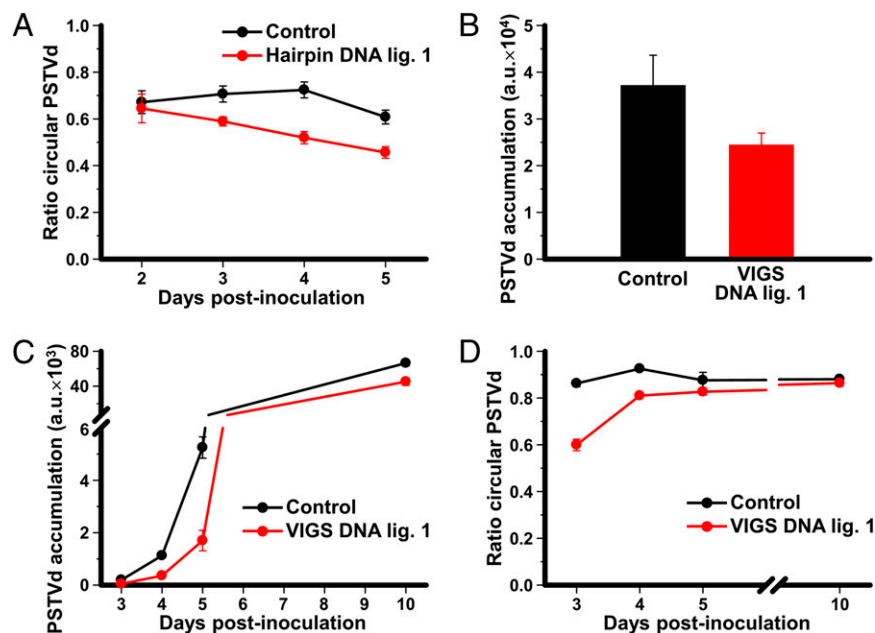 A
Ratio circular PSTVd
1.0
0.8
0.6
0.4
0.2
0
Control
Hairpin DNA lig. 1
2 3 4 5
Days post-inoculation
B
PSTVd accumulation (a.u.×10⁴)
5
4
3
2
1
0
Control
VIGS
DNA lig. 1
C
PSTVd accumulation (a.u.×10³)
80
40
6
4
2
0
Control
VIGS DNA lig. 1
3 4 5 6 7 8 9 10
Days post-inoculation
D
Ratio circular PSTVd
1.0
0.8
0.6
0.4
0.2
0
Control
VIGS DNA lig. 1
3 4 5 10
Days post-inoculation